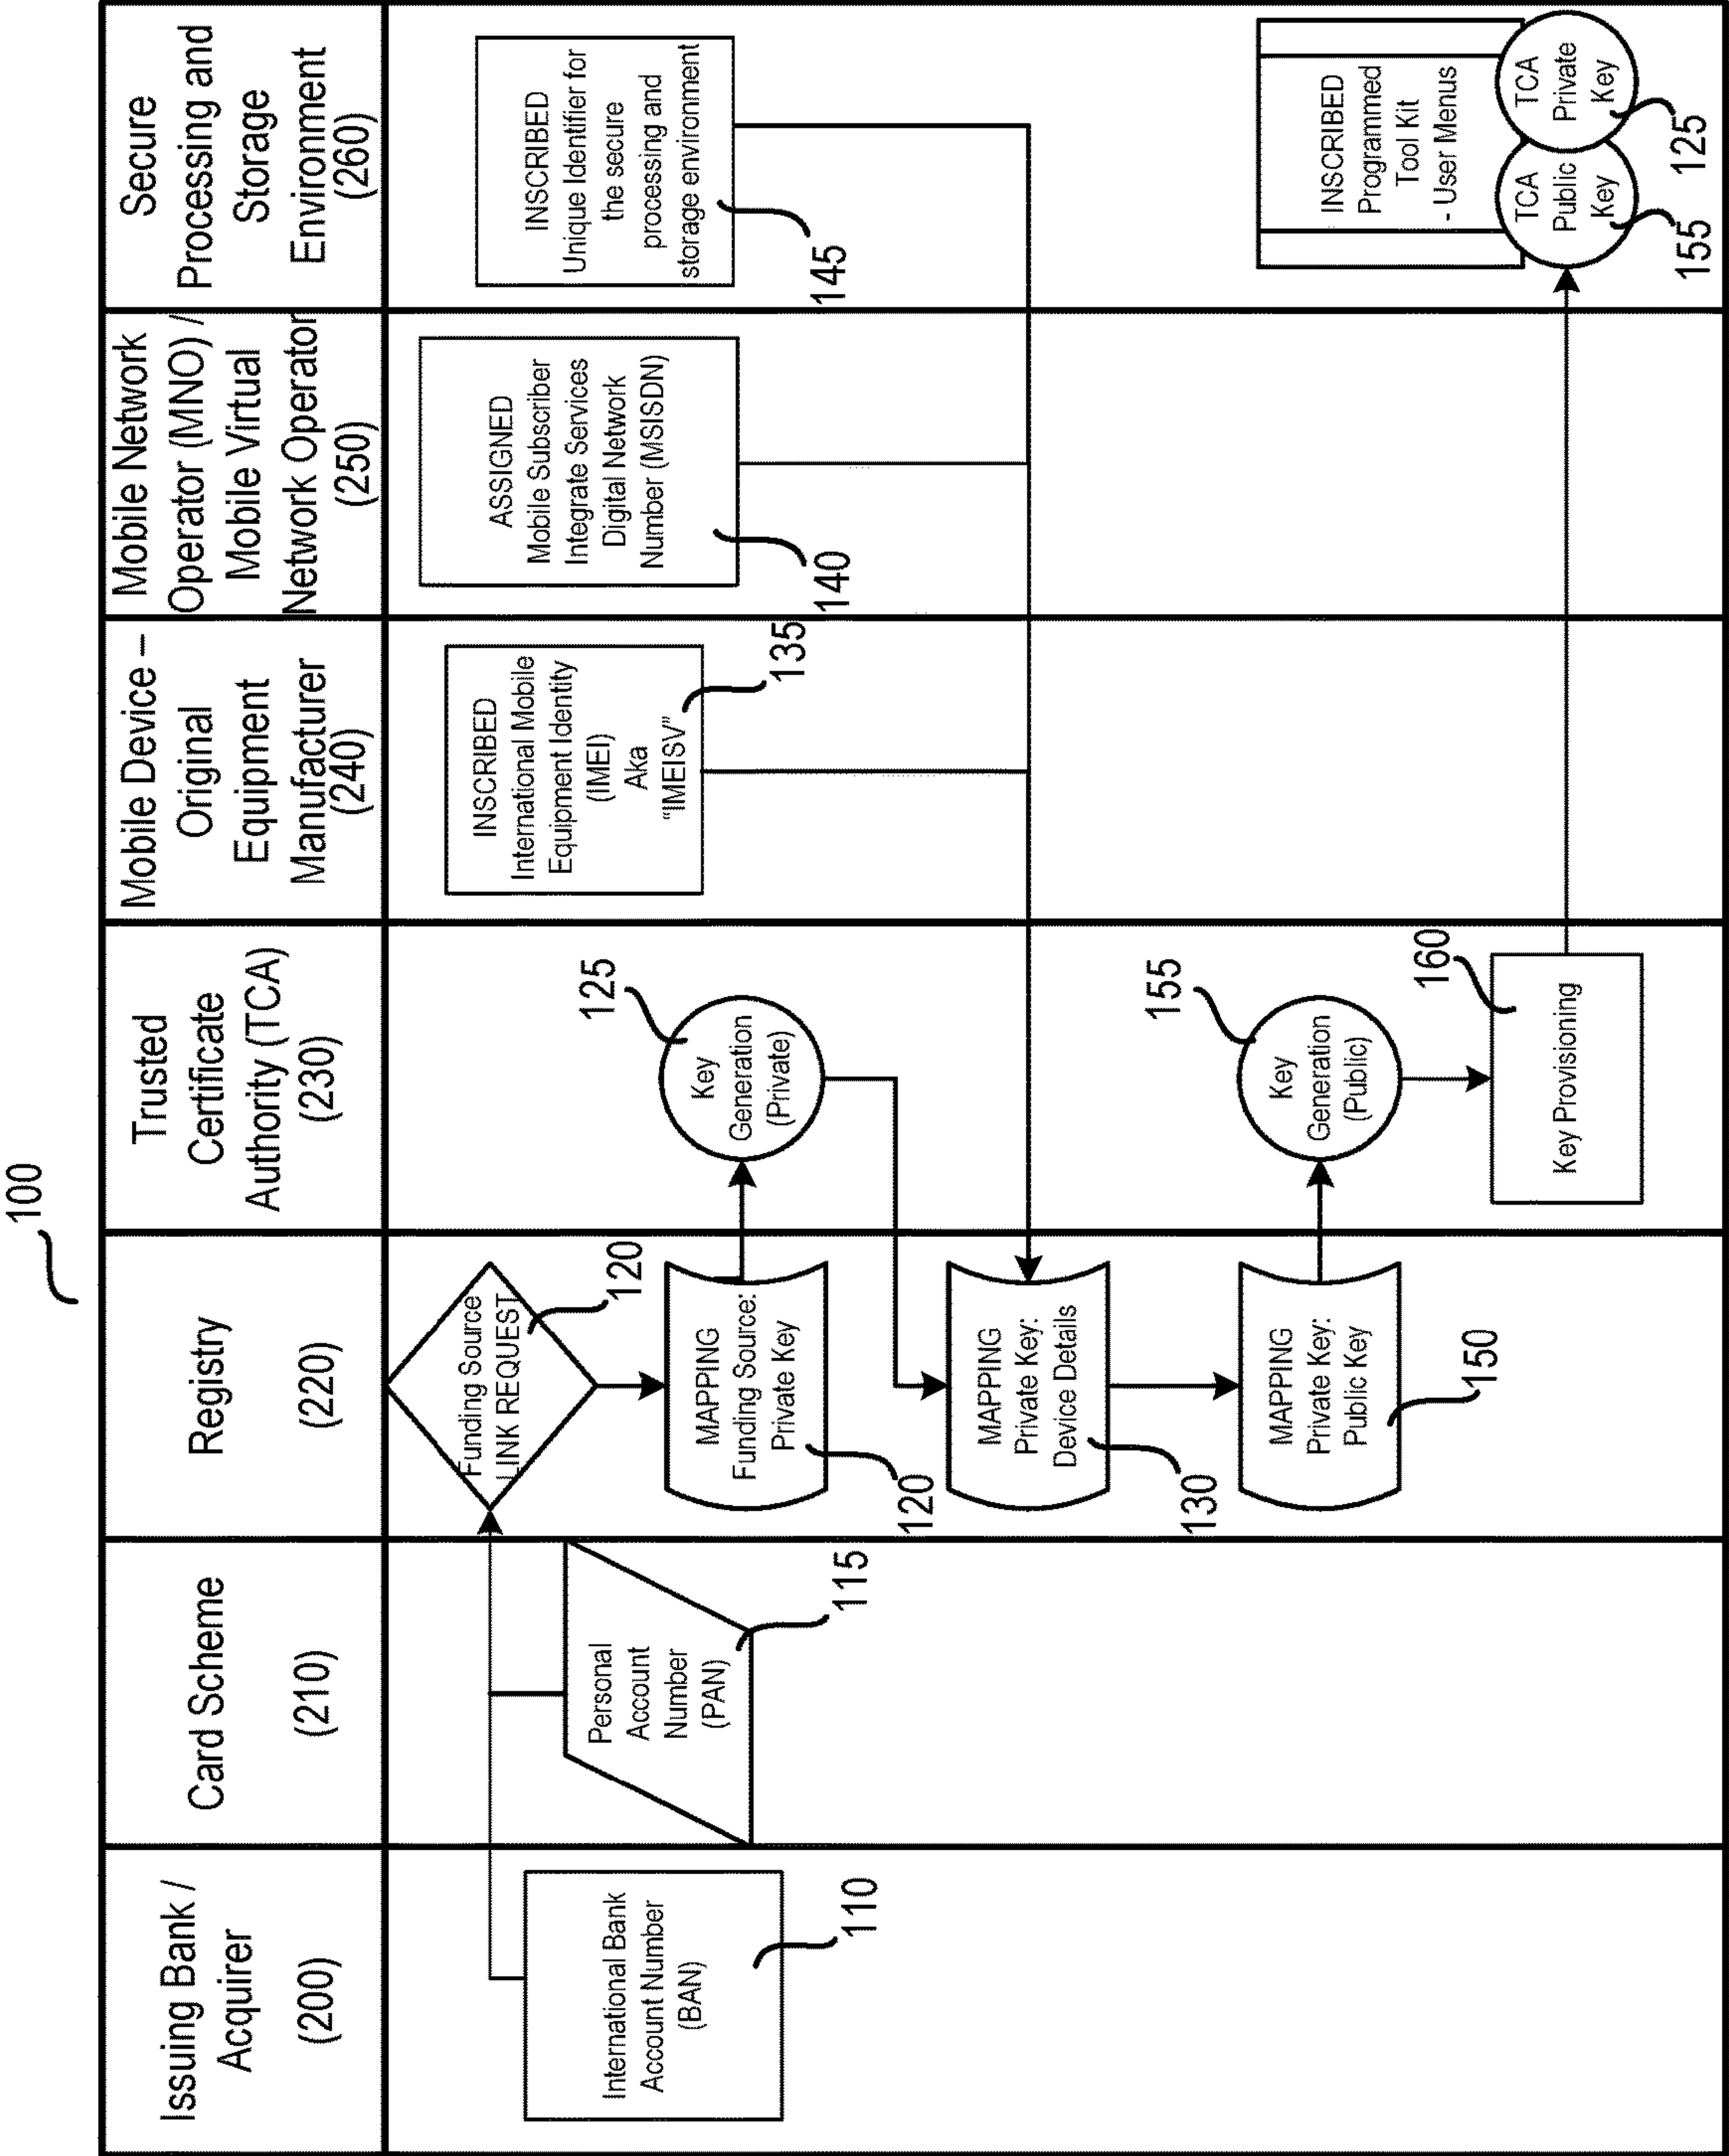 100
Issuing Bank /
Acquirer
(200)
Card Scheme
(210)
Registry
(220)
Trusted
Certificate
Authority (TCA)
(230)
Mobile Device –
Original
Equipment
Manufacturer
(240)
Mobile Network
Operator (MNO) /
Mobile Virtual
Network Operator
(250)
Secure
Processing and
Storage
Environment
(260)
International Bank
Account Number
(BAN)
110
Personal
Account
Number
(PAN)
115
Funding Source
LINK REQUEST
120
MAPPING
Funding Source:
Private Key
120
MAPPING
Private Key:
Device Details
130
MAPPING
Private Key:
Public Key
150
Key
Generation
(Private)
125
Key
Generation
(Public)
155
Key Provisioning
160
INSCRIBED
International Mobile
Equipment Identity
(IMEI)
Aka
“IMEISV”
135
ASSIGNED
Mobile Subscriber
Integrate Services
Digital Network
Number (MSISDN)
140
INSCRIBED
Unique Identifier for
the secure
processing and
storage environment
145
INSCRIBED
Programmed
Tool Kit
- User Menus
TCA
Public
Key
155
TCA
Private
Key
125